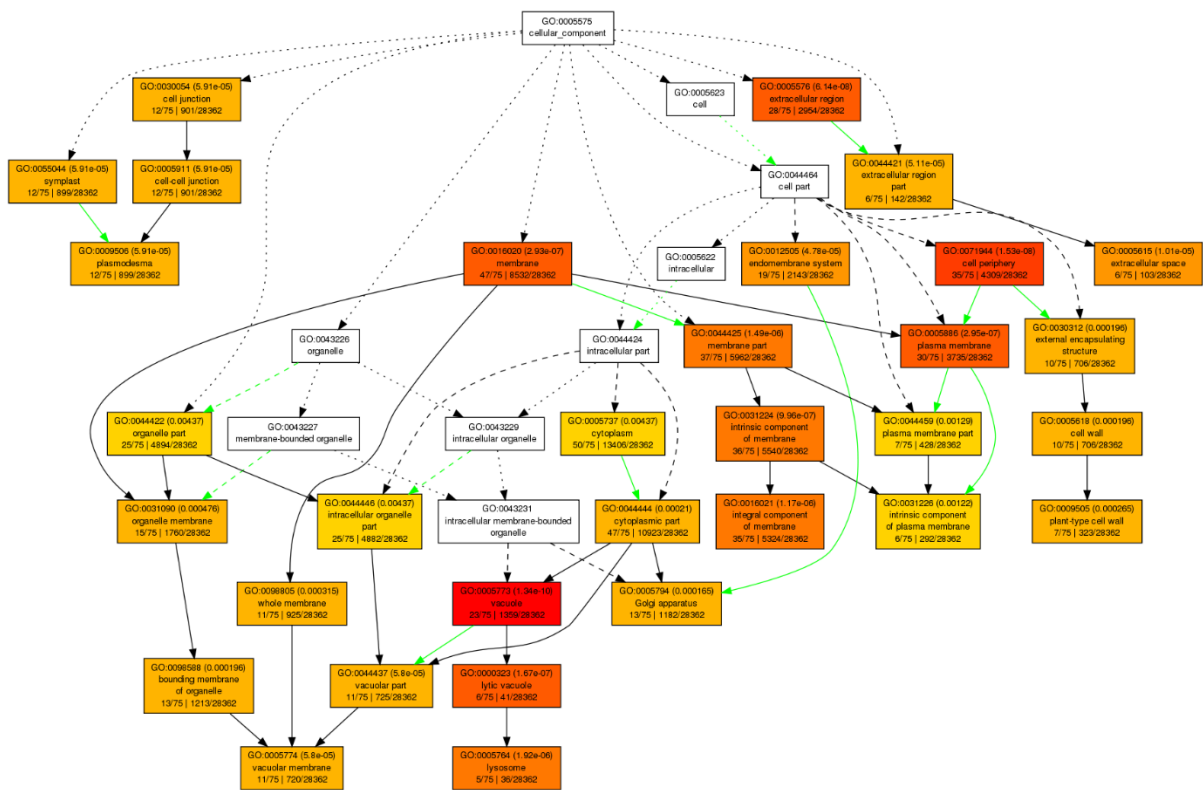 GO:0005575
cellular_component
GO:0030054 (5.91e-05)
cell junction
12/75 | 901/28362
GO:0005623
cell
GO:0005576 (6.14e-08)
extracellular region
28/75 | 2954/28362
GO:0055044 (5.91e-05)
symplast
12/75 | 899/28362
GO:0005911 (5.91e-05)
cell-cell junction
12/75 | 901/28362
GO:0044464
cell part
GO:0044421 (5.11e-05)
extracellular region
part
6/75 | 142/28362
GO:0009506 (5.91e-05)
plasmodesma
12/75 | 899/28362
GO:0016020 (2.93e-07)
membrane
47/75 | 8532/28362
GO:0005622
intracellular
GO:0012505 (4.78e-05)
endomembrane system
19/75 | 2143/28362
GO:0071944 (1.53e-08)
cell periphery
35/75 | 4309/28362
GO:0005615 (1.01e-05)
extracellular space
6/75 | 103/28362
GO:0043226
organelle
GO:0044424
intracellular part
GO:0044425 (1.49e-06)
membrane part
37/75 | 5962/28362
GO:0005886 (2.95e-07)
plasma membrane
30/75 | 3735/28362
GO:0030312 (0.000196)
external encapsulating
structure
10/75 | 706/28362
GO:0044422 (0.00437)
organelle part
25/75 | 4894/28362
GO:0043227
membrane-bounded organelle
GO:0043229
intracellular organelle
GO:0005737 (0.00437)
cytoplasm
50/75 | 13406/28362
GO:0031224 (9.96e-07)
intrinsic component
of membrane
36/75 | 5540/28362
GO:0044459 (0.00129)
plasma membrane part
7/75 | 428/28362
GO:0005618 (0.000196)
cell wall
10/75 | 706/28362
GO:0031090 (0.000476)
organelle membrane
15/75 | 1760/28362
GO:0044446 (0.00437)
intracellular organelle
part
25/75 | 4882/28362
GO:0043231
intracellular membrane-bounded
organelle
GO:0044444 (0.00021)
cytoplasmic part
47/75 | 10923/28362
GO:0016021 (1.17e-06)
integral component
of membrane
35/75 | 5324/28362
GO:0031226 (0.00122)
intrinsic component
of plasma membrane
6/75 | 292/28362
GO:0009505 (0.000265)
plant-type cell wall
7/75 | 323/28362
GO:0098805 (0.000315)
whole membrane
11/75 | 925/28362
GO:0005773 (1.24e-10)
vacuole
23/75 | 1359/28362
GO:0005794 (0.000165)
Golgi apparatus
13/75 | 1182/28362
GO:0098588 (0.000196)
bounding membrane
of organelle
13/75 | 1213/28362
GO:0044437 (5.8e-05)
vacuolar part
11/75 | 725/28362
GO:0000323 (1.67e-07)
lytic vacuole
6/75 | 41/28362
GO:0005774 (5.8e-05)
vacuolar membrane
11/75 | 720/28362
GO:0005764 (1.92e-06)
lysosome
5/75 | 36/28362